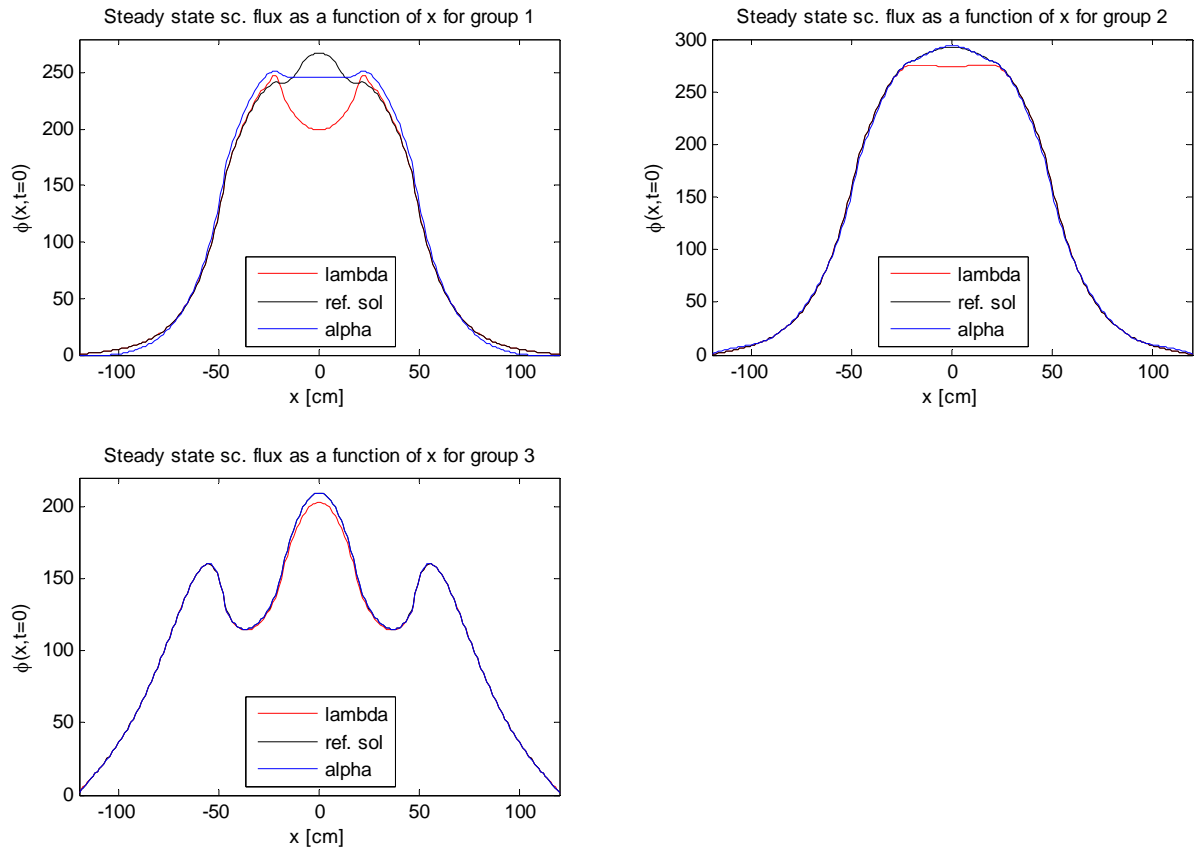 Steady state sc. flux as a function of x for group 1
250
200
150
100
50
0
ϕ(x,t=0)
lambda
ref. sol
alpha
-100 -50 0 50 100
x [cm]
Steady state sc. flux as a function of x for group 2
300
250
200
150
100
50
0
ϕ(x,t=0)
lambda
ref. sol
alpha
-100 -50 0 50 100
x [cm]
Steady state sc. flux as a function of x for group 3
200
150
100
50
0
ϕ(x,t=0)
lambda
ref. sol
alpha
-100 -50 0 50 100
x [cm]